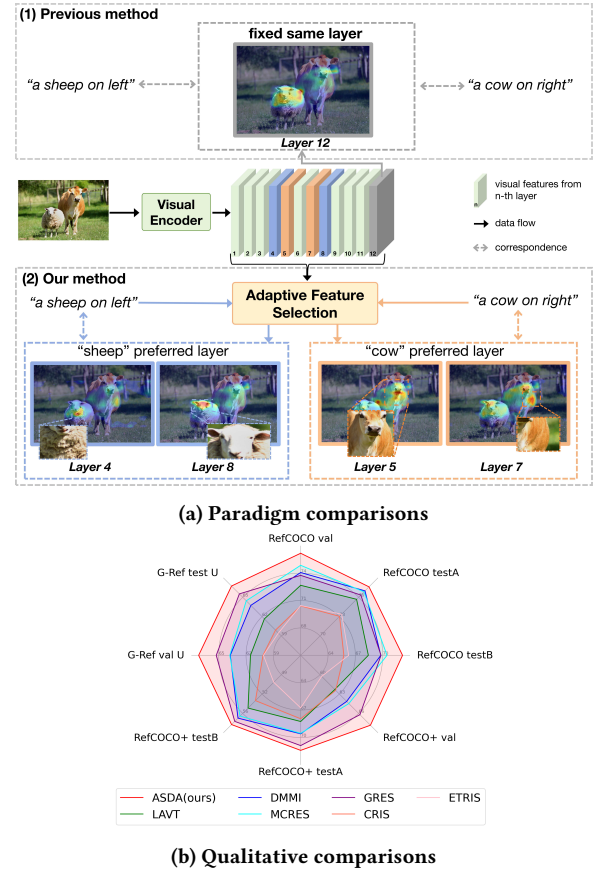 (1) Previous method
fixed same layer
“a sheep on left”
“a cow on right”
Layer 12
Visual
Encoder
1 2 3 4 5 6 7 8 9 10 11 12
visual features from
n-th layer
data flow
correspondence
(2) Our method
“a sheep on left”
Adaptive Feature
Selection
“a cow on right”
“sheep” preferred layer
“cow” preferred layer
Layer 4
Layer 8
Layer 5
Layer 7
(a) Paradigm comparisons
RefCOCO val
G-Ref test U
RefCOCO testA
G-Ref val U
RefCOCO testB
RefCOCO+ testB
RefCOCO+ val
RefCOCO+ testA
ASDA(ours) DMMI GRES ETRIS
LAVT MCRES CRIS
(b) Qualitative comparisons